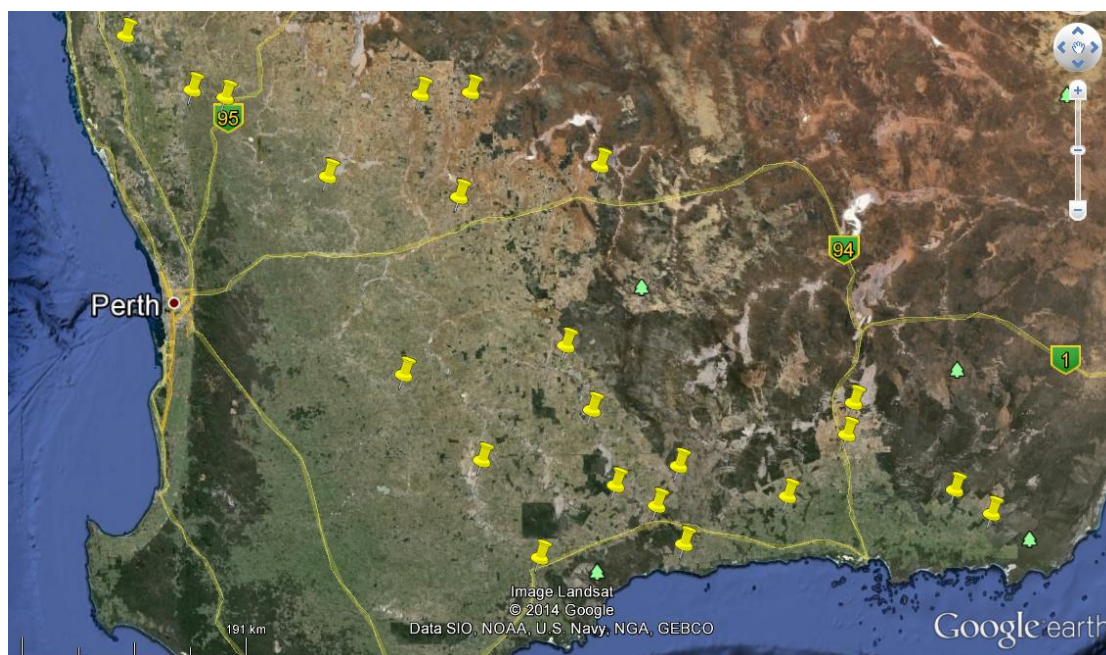 95
94
Perth
1
191 km
Image Landsat
© 2014 Google
Data SIO, NOAA, U.S. Navy, NGA, GEBCO
Google earth